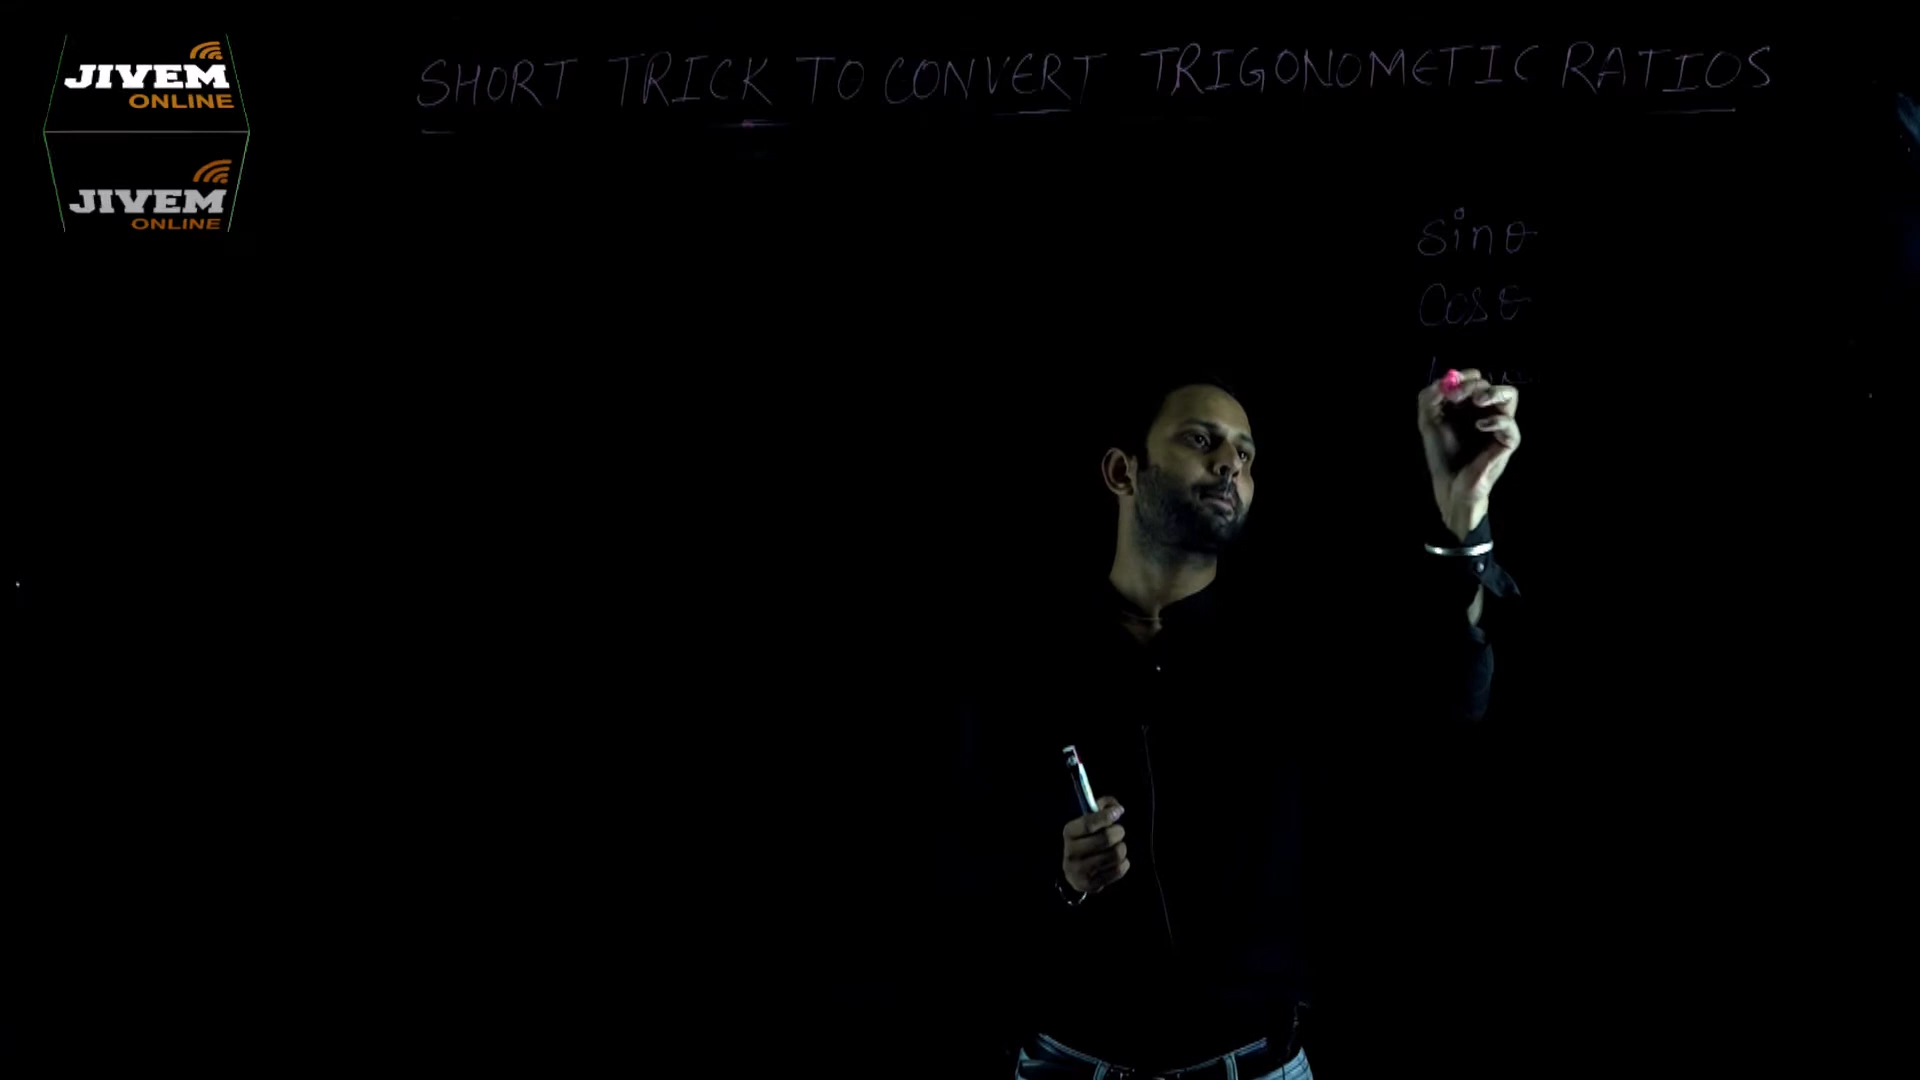 JIVEM
ONLINE
JIVEM
ONLINE
SHORT TRICK TO CONVERT TRIGONOMETIC RATIOS
sinθ
Cosθ